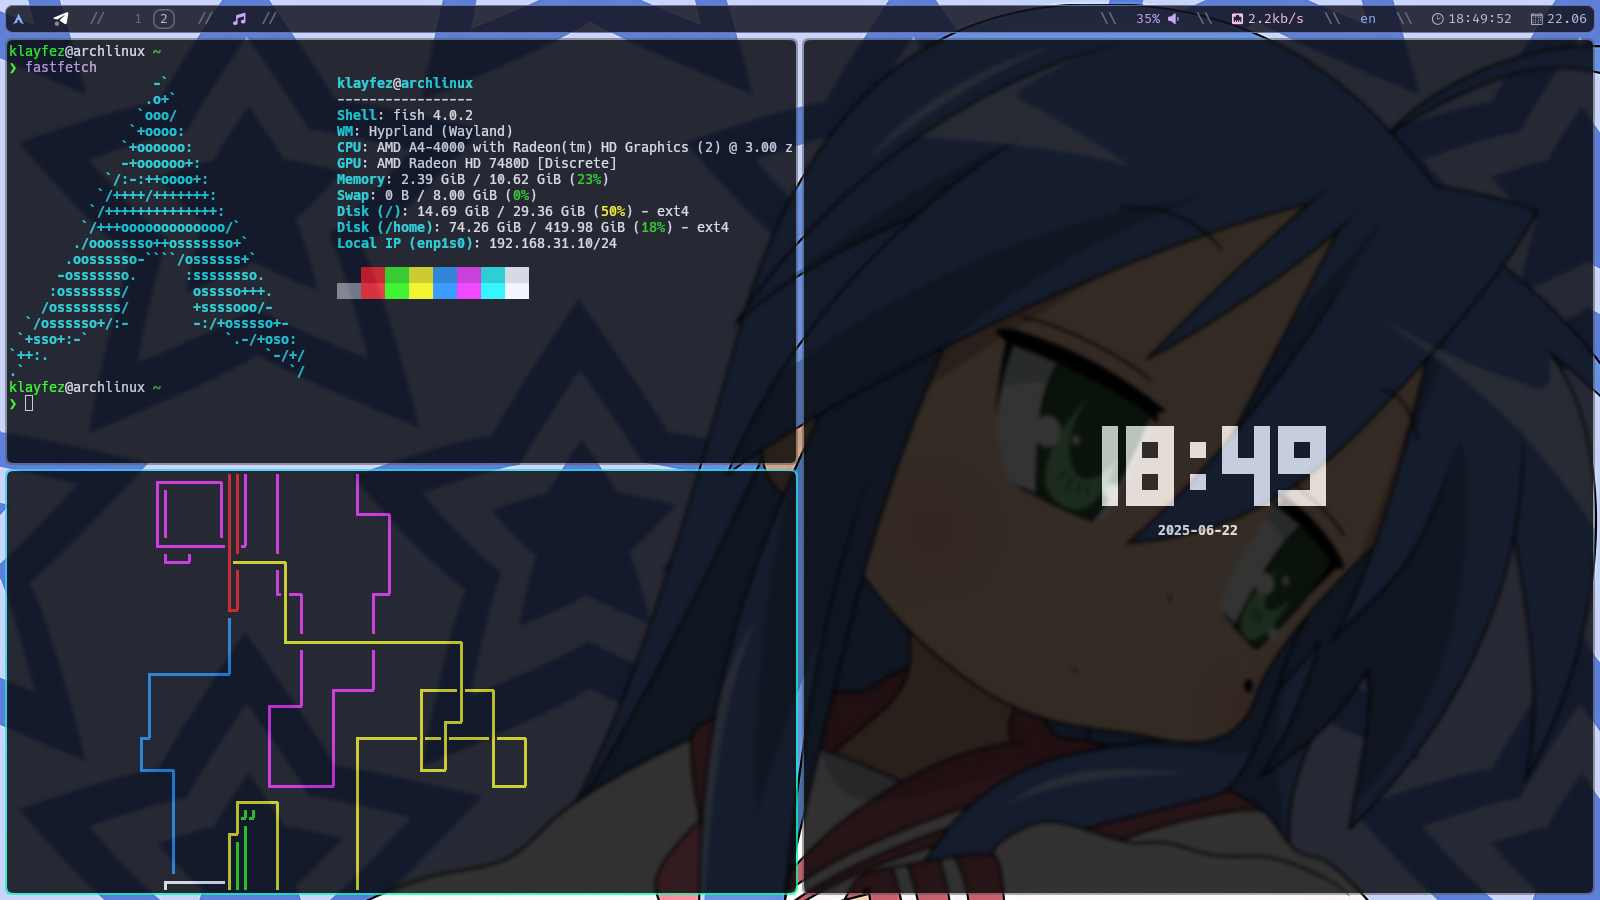 // 1 2 // //
\\ 35% \\ 2.2kb/s \\ en \\ 18:49:52 22.06
klayfez@archlinux ~
❯ fastfetch
                  -`
                 .o+`
                `ooo/
               `+oooo:
              `+oooooo:
              -+oooooo+:
            `/:-:++oooo+:
           `/++++/+++++++:
          `/++++++++++++++:
         `/+++ooooooooooooo/`
        ./ooosssso++osssssso+`
       .oossssso-````/ossssss+`
      -osssssso.      :ssssssso.
     :osssssss/        osssso+++.
    /ossssssss/        +ssssooo/-
  `/ossssso+/:-        -:/+osssso+-
 `+sso+:-`                 `.-/+oso:
`++:.                           `-/+/
.`                                 `/
klayfez@archlinux
-----------------
Shell: fish 4.0.2
WM: Hyprland (Wayland)
CPU: AMD A4-4000 with Radeon(tm) HD Graphics (2) @ 3.00 z
GPU: AMD Radeon HD 7480D [Discrete]
Memory: 2.39 GiB / 10.62 GiB (23%)
Swap: 0 B / 8.00 GiB (0%)
Disk (/): 14.69 GiB / 29.36 GiB (50%) - ext4
Disk (/home): 74.26 GiB / 419.98 GiB (18%) - ext4
Local IP (enp1s0): 192.168.31.10/24
klayfez@archlinux ~
❯
18:49
2025-06-22